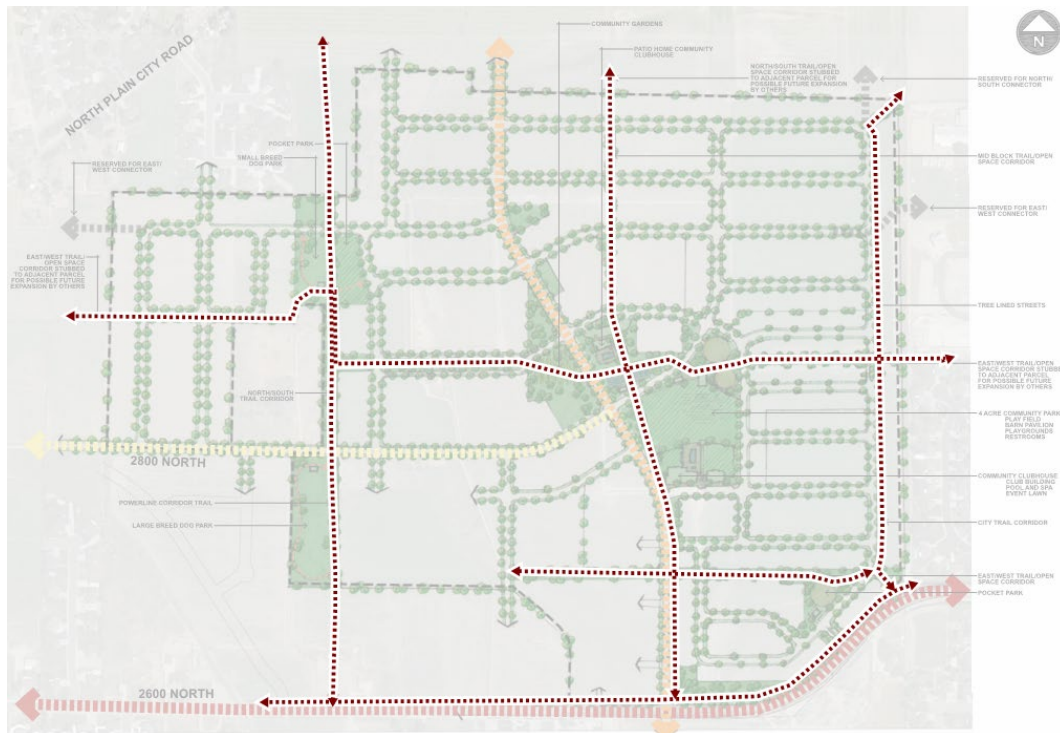 COMMUNITY GARDENS
PATIO HOME COMMUNITY
CLUBHOUSE
NORTH/SOUTH TRAIL/OPEN
SPACE CORRIDOR STUBBED
TO ADJACENT PARCEL
FOR POSSIBLE FUTURE
EXPANSION BY OTHERS
N
RESERVED FOR NORTH/
SOUTH CONNECTOR
NORTH PLAIN CITY ROAD
POCKET PARK
SMALL BREED
DOG PARK
MID BLOCK TRAIL/OPEN
SPACE CORRIDOR
RESERVED FOR EAST/
WEST CONNECTOR
RESERVED FOR EAST/
WEST CONNECTOR
EAST/WEST TRAIL/
OPEN SPACE
CORRIDOR STUBBED
TO ADJACENT PARCEL
FOR POSSIBLE FUTURE
EXPANSION BY OTHERS
TREE LINED STREETS
EAST/WEST TRAIL/OPEN
SPACE CORRIDOR STUBBED
TO ADJACENT PARCEL
FOR POSSIBLE FUTURE
EXPANSION BY OTHERS
NORTH/SOUTH
TRAIL CORRIDOR
4 ACRE COMMUNITY PARK
PLAY FIELD
BARN PAVILION
PLAYGROUNDS
RESTROOMS
2800 NORTH
COMMUNITY CLUBHOUSE
CLUB BUILDING
POOL AND SPA
EVENT LAWN
POWERLINE CORRIDOR TRAIL
LARGE BREED DOG PARK
CITY TRAIL CORRIDOR
EAST/WEST TRAIL/OPEN
SPACE CORRIDOR
POCKET PARK
2600 NORTH